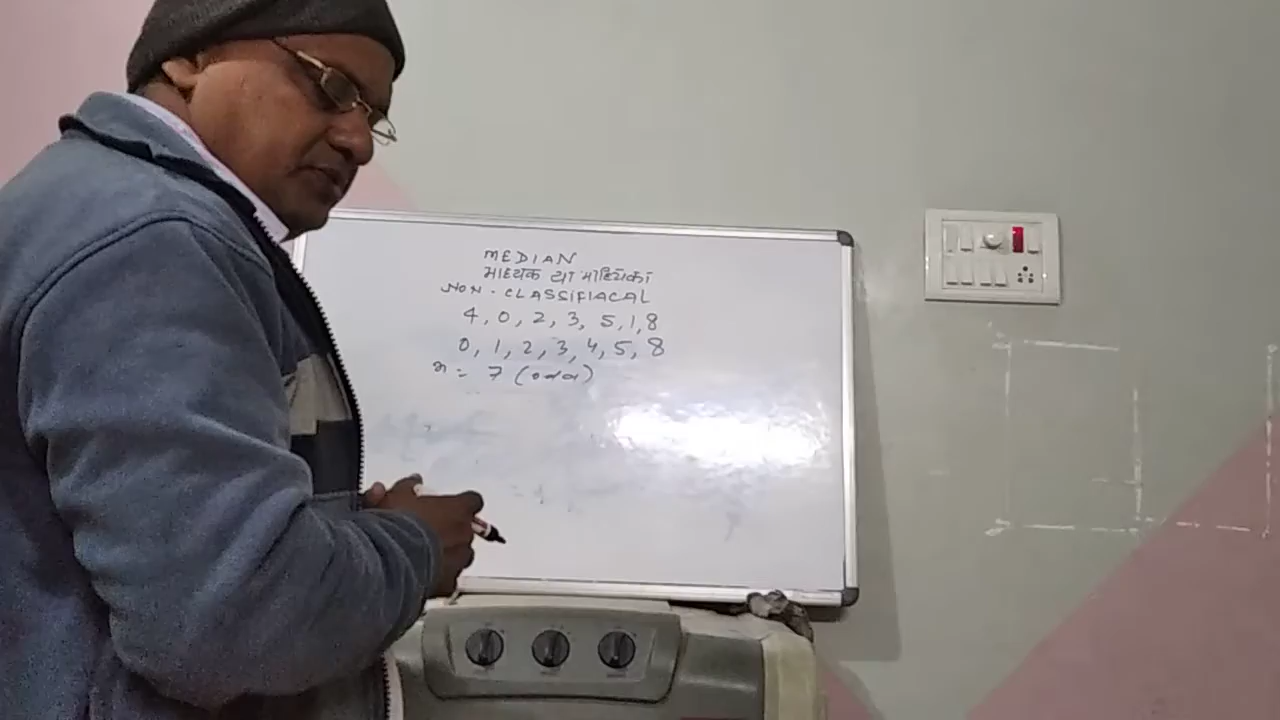 MEDIAN
माध्यक या माध्यिका
NON - CLASSIFIACAL
4, 0, 2, 3, 5, 1, 8
0, 1, 2, 3, 4, 5, 8
n = 7 (odd)